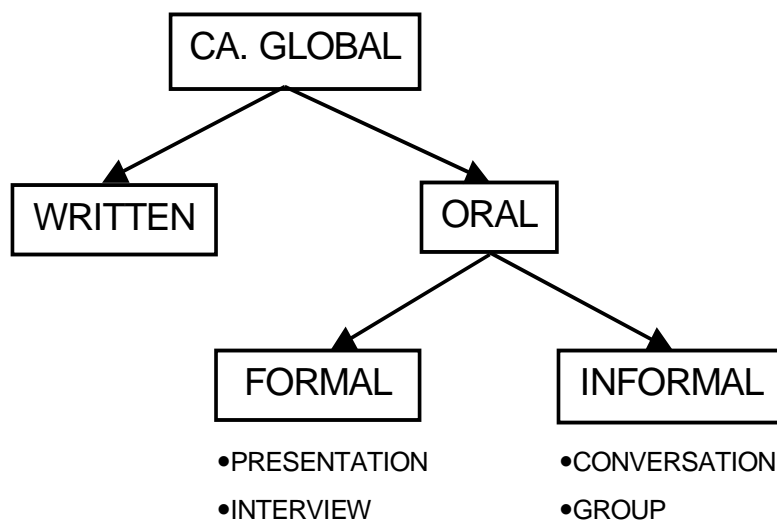 CA. GLOBAL
WRITTEN
ORAL
FORMAL
INFORMAL
•PRESENTATION
•INTERVIEW
•CONVERSATION
•GROUP